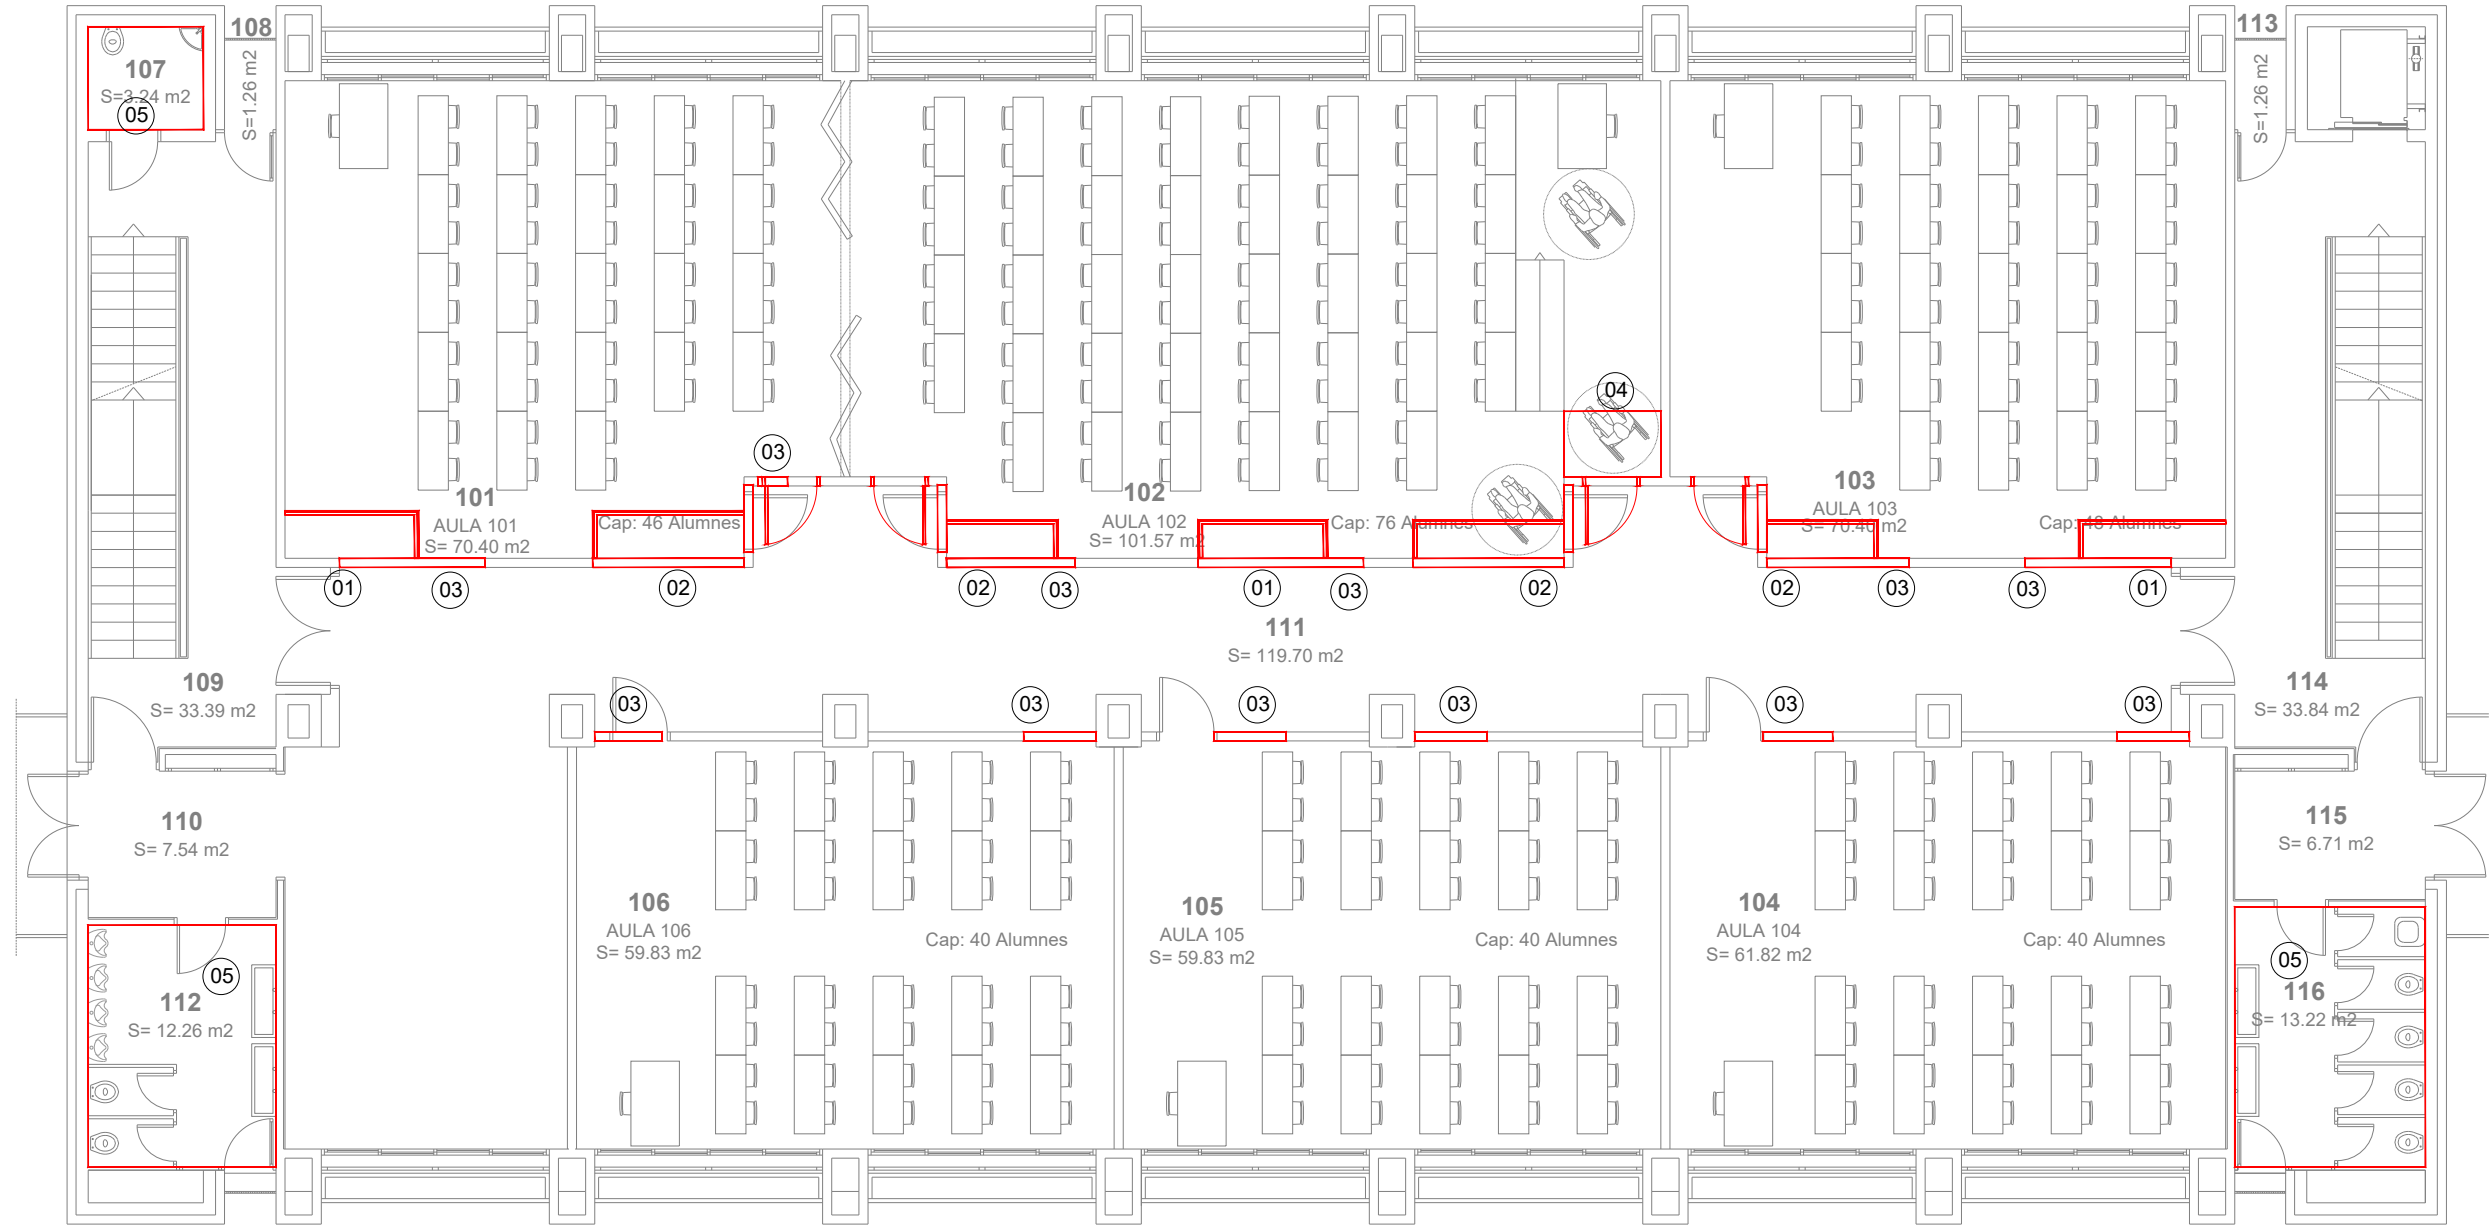 108
113
107
S=3.24 m2
05
S=1.26 m2
S=1.26 m2
04
03
101
AULA 101
S= 70.40 m2
Cap: 46 Alumnes
102
AULA 102
S= 101.57 m2
Cap: 76 Alumnes
103
AULA 103
S= 70.40 m2
Cap: 48 Alumnes
01
03
02
02
03
01
03
02
02
03
03
01
111
S= 119.70 m2
109
S= 33.39 m2
114
S= 33.84 m2
03
03
03
03
03
03
110
S= 7.54 m2
115
S= 6.71 m2
106
AULA 106
S= 59.83 m2
Cap: 40 Alumnes
105
AULA 105
S= 59.83 m2
Cap: 40 Alumnes
104
AULA 104
S= 61.82 m2
Cap: 40 Alumnes
05
112
S= 12.26 m2
05
116
S= 13.22 m2